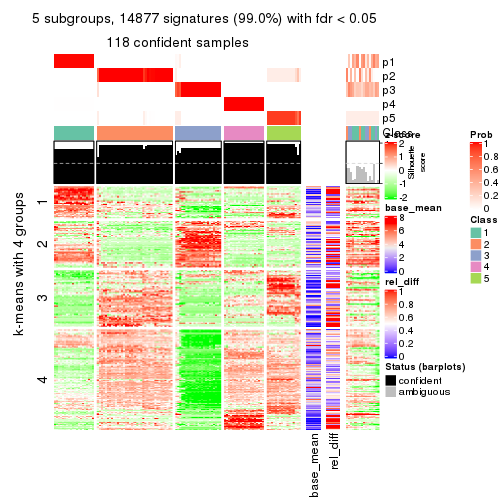 5 subgroups, 14877 signatures (99.0%) with fdr < 0.05
118 confident samples
p1
p2
p3
p4
p5
Class
Silhouette
score
1
2
3
4
k-means with 4 groups
base_mean
rel_diff
z-score
2
1
0
-1
-2
base_mean
8
6
4
2
0
rel_diff
1
0.8
0.6
0.4
0.2
0
Status (barplots)
confident
ambiguous
Prob
1
0.8
0.6
0.4
0.2
0
Class
1
2
3
4
5